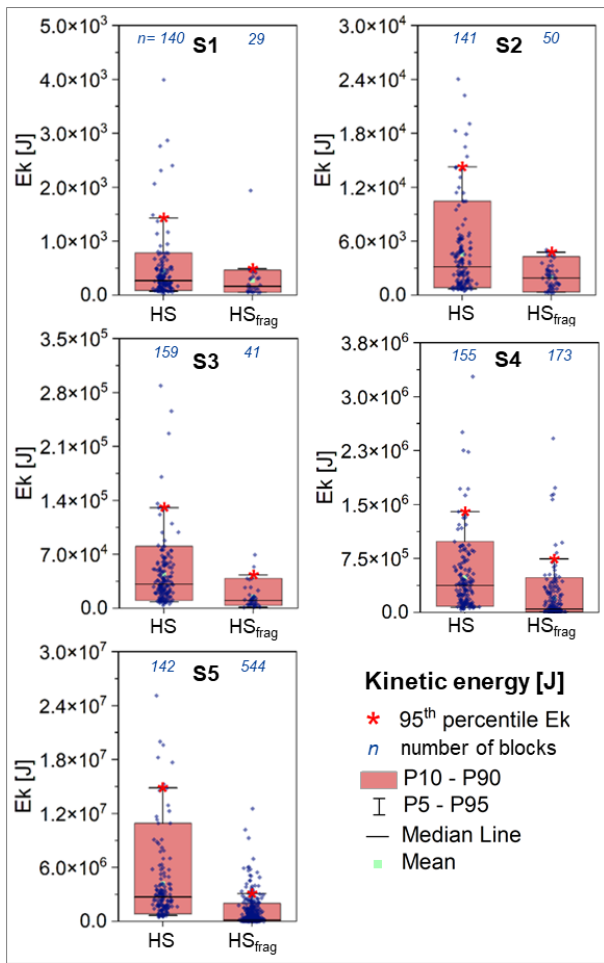 n= 140 S1 29
5.0×10³
4.0×10³
3.0×10³
2.0×10³
1.0×10³
0.0
Ek [J]
HS HSfrag
141 S2 50
3.0×10⁴
2.4×10⁴
1.8×10⁴
1.2×10⁴
6.0×10³
0.0
Ek [J]
HS HSfrag
159 S3 41
3.5×10⁵
2.8×10⁵
2.1×10⁵
1.4×10⁵
7.0×10⁴
0.0
Ek [J]
HS HSfrag
155 S4 173
3.8×10⁶
3.0×10⁶
2.3×10⁶
1.5×10⁶
7.5×10⁵
0.0
Ek [J]
HS HSfrag
142 S5 544
3.0×10⁷
2.4×10⁷
1.8×10⁷
1.2×10⁷
6.0×10⁶
0.0
Ek [J]
HS HSfrag
Kinetic energy [J]
* 95th percentile Ek
n number of blocks
P10 - P90
P5 - P95
Median Line
Mean